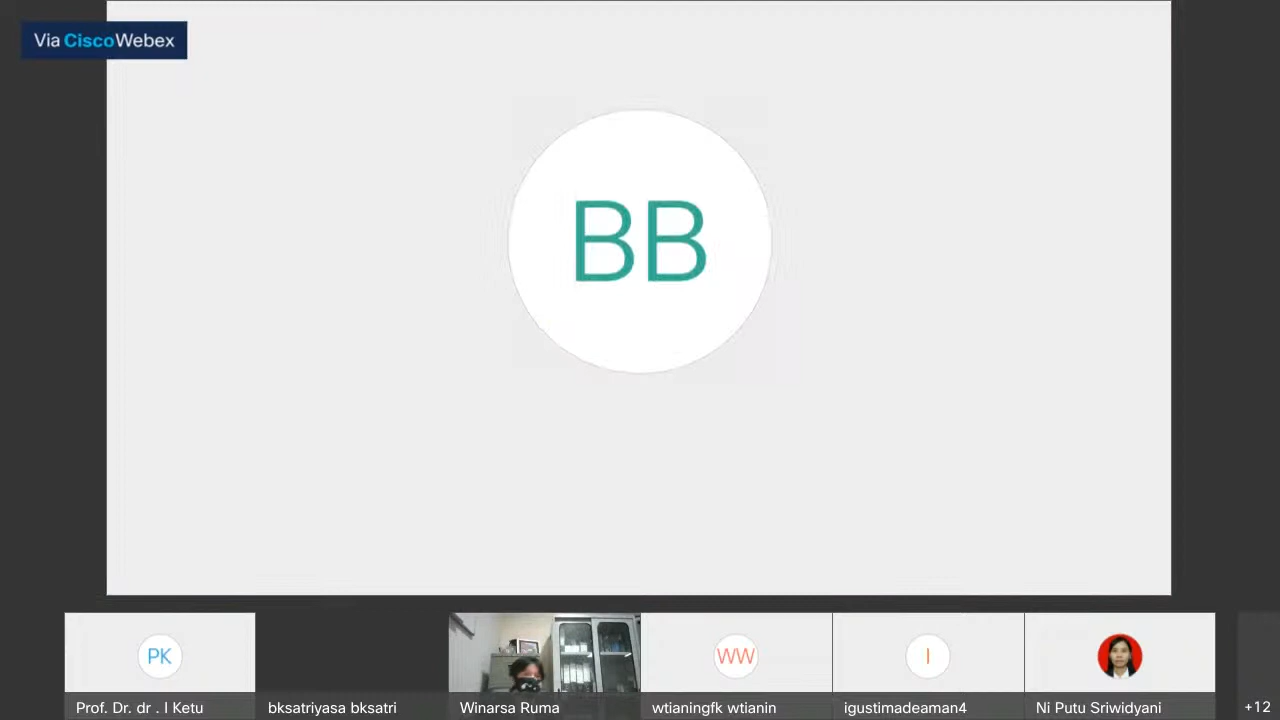 Via CiscoWebex
BB
PK
WW
I
Prof. Dr. dr . I Ketu
bksatriyasa bksatri
Winarsa Ruma
wtianingfk wtianin
igustimadeaman4
Ni Putu Sriwidyani
+12